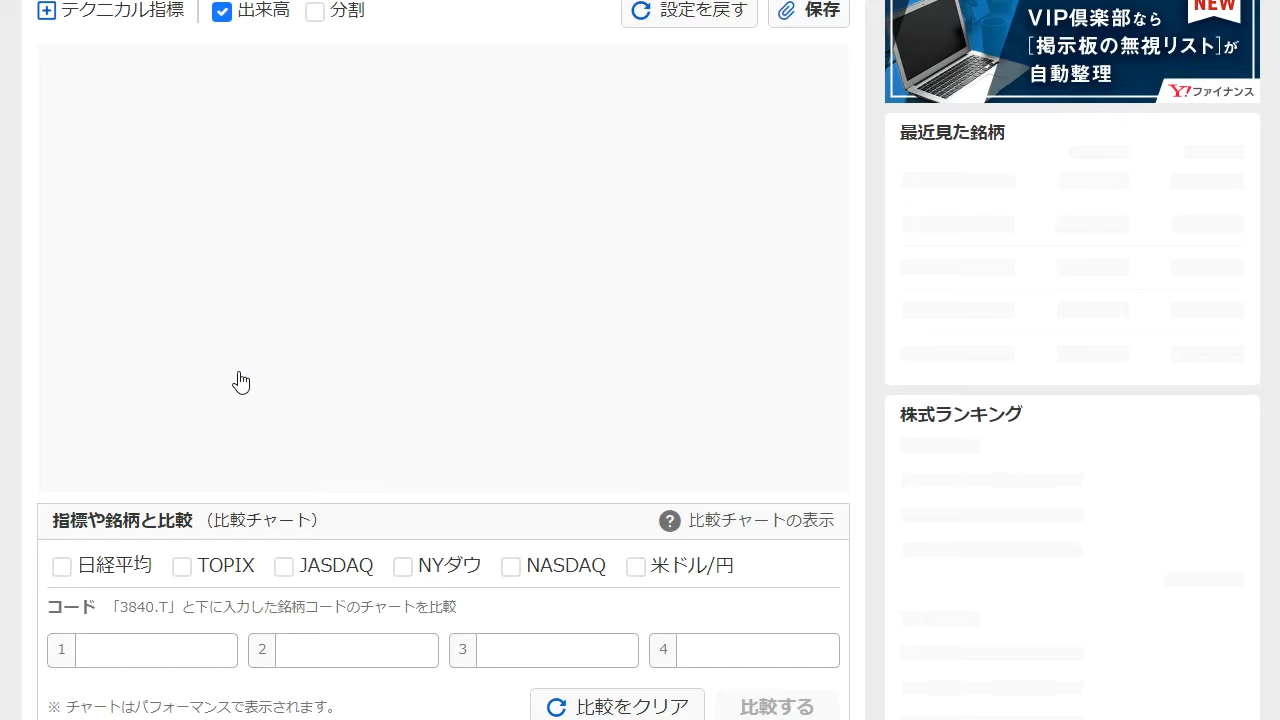 テクニカル指標 出来高 分割 設定を戻す 保存
VIP倶楽部なら
[掲示板の無視リスト]が
自動整理
NEW
Y!ファイナンス
最近見た銘柄
株式ランキング
指標や銘柄と比較 （比較チャート） ? 比較チャートの表示
日経平均 TOPIX JASDAQ NYダウ NASDAQ 米ドル/円
コード 「3840.T」と下に入力した銘柄コードのチャートを比較
1 2 3 4
※ チャートはパフォーマンスで表示されます。 比較をクリア 比較する